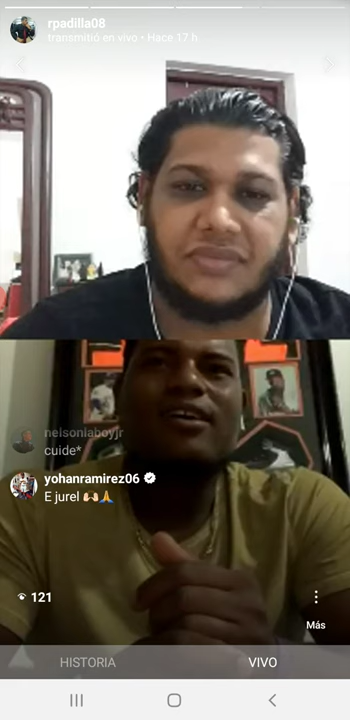 rpadilla08
transmitió en vivo • Hace 17 h
nelsonlaboyjr
cuide*
yohanramirez06
E jurel 🙌🏻🙏
121
Más
HISTORIA
VIVO